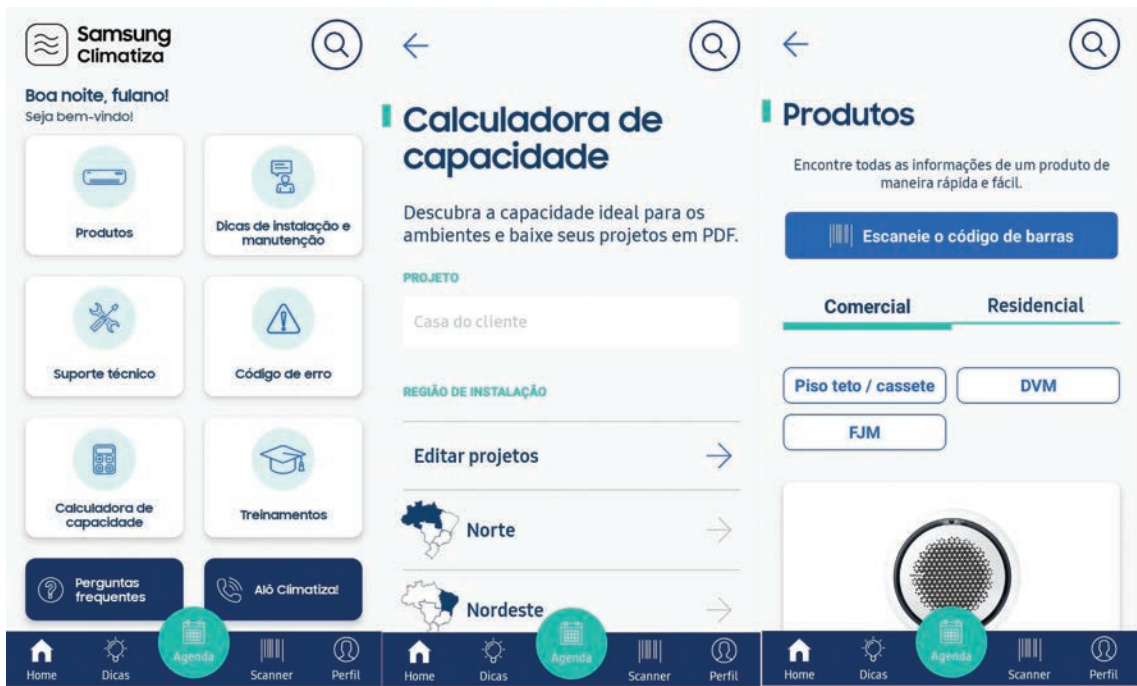 Samsung
Climatiza
Boa noite, fulano!
Seja bem-vindo!
Produtos
Dicas de instalação e
manutenção
Suporte técnico
Código de erro
Calculadora de
capacidade
Treinamentos
Perguntas
frequentes
Alô Climatiza!
Home
Dicas
Agenda
Scanner
Perfil
Calculadora de
capacidade
Descubra a capacidade ideal para os
ambientes e baixe seus projetos em PDF.
PROJETO
Casa do cliente
REGIÃO DE INSTALAÇÃO
Editar projetos
Norte
Nordeste
Home
Dicas
Agenda
Scanner
Perfil
Produtos
Encontre todas as informações de um produto de
maneira rápida e fácil.
Escaneie o código de barras
Comercial
Residencial
Piso teto / cassete
DVM
FJM
Home
Dicas
Agenda
Scanner
Perfil